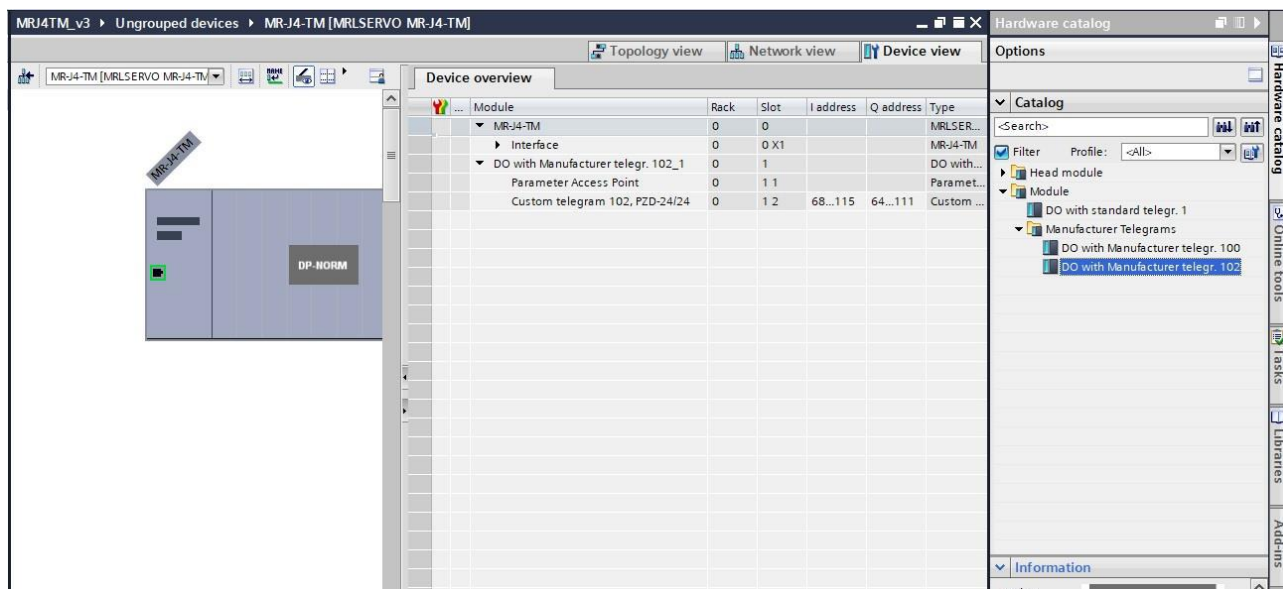 MRJ4TM_v3 ▸ Ungrouped devices ▸ MR-J4-TM [MRLSERVO MR-J4-TM]
Hardware catalog
Topology view Network view Device view
Options
MR-J4-TM [MRLSERVO MR-J4-TM
Device overview
Catalog
... Module Rack Slot I address Q address Type
MR-J4-TM 0 0 MRLSER...
Interface 0 0 X1 MR-J4-TM
DO with Manufacturer telegr. 102_1 0 1 DO with...
Parameter Access Point 0 1 1 Paramet...
Custom telegram 102, PZD-24/24 0 1 2 68...115 64...111 Custom ...
MR-J4-TM
DP-NORM
<Search>
Filter Profile: <All>
Head module
Module
DO with standard telegr. 1
Manufacturer Telegrams
DO with Manufacturer telegr. 100
DO with Manufacturer telegr. 102
Information
Hardware catalog
Online tools
Tasks
Libraries
Add-ins